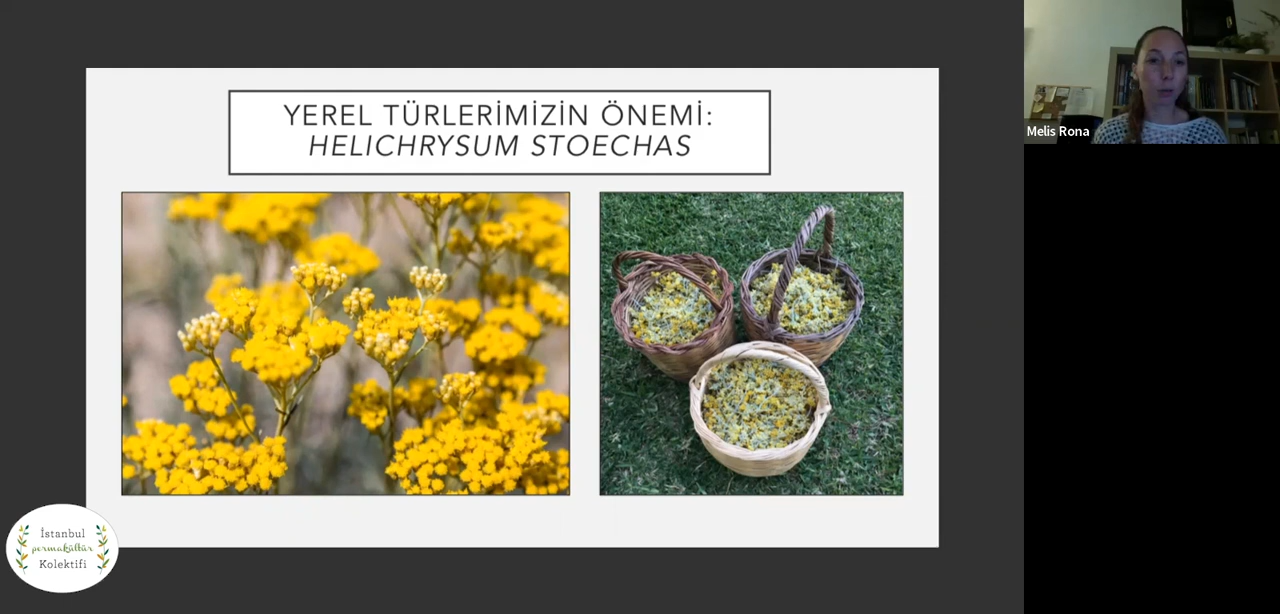 YEREL TÜRLERİMİZİN ÖNEMİ:
HELICHRYSUM STOECHAS
Melis Rona
İstanbul
permakültür
Kolektifi